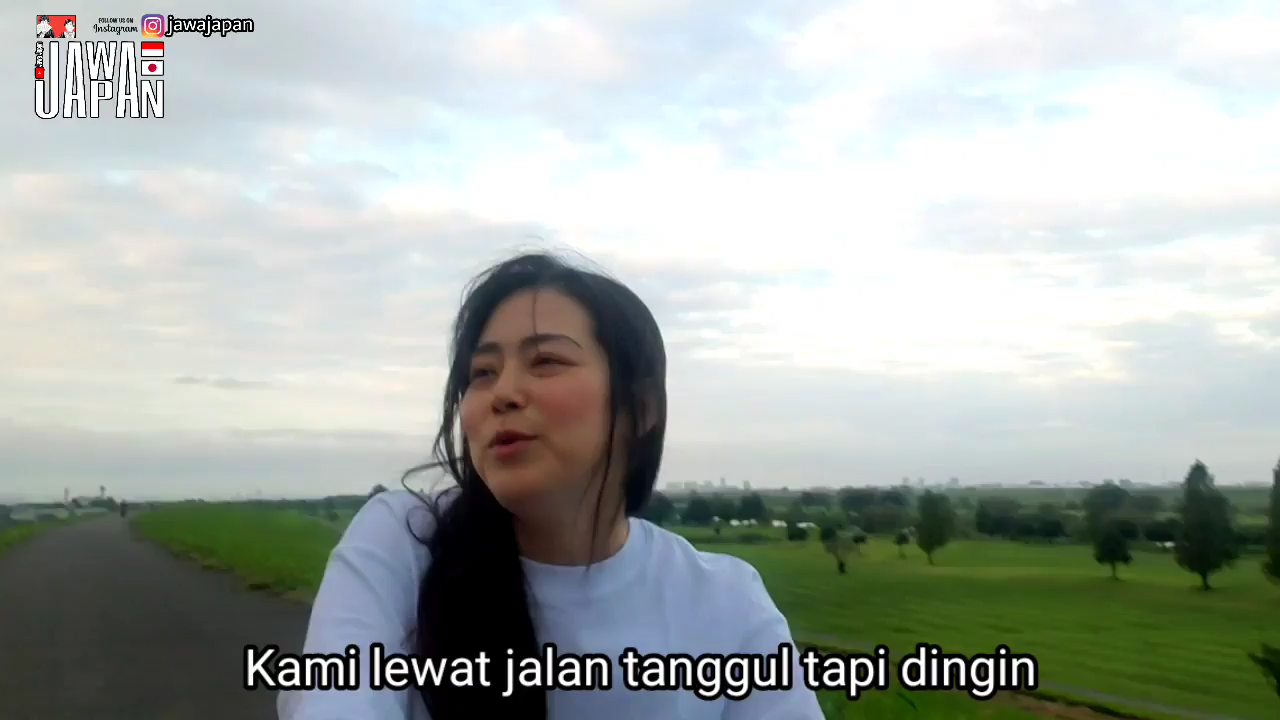 FOLLOW US ON
Instagram
jawajapan
JAWA
JAPAN
Kami lewat jalan tanggul tapi dingin